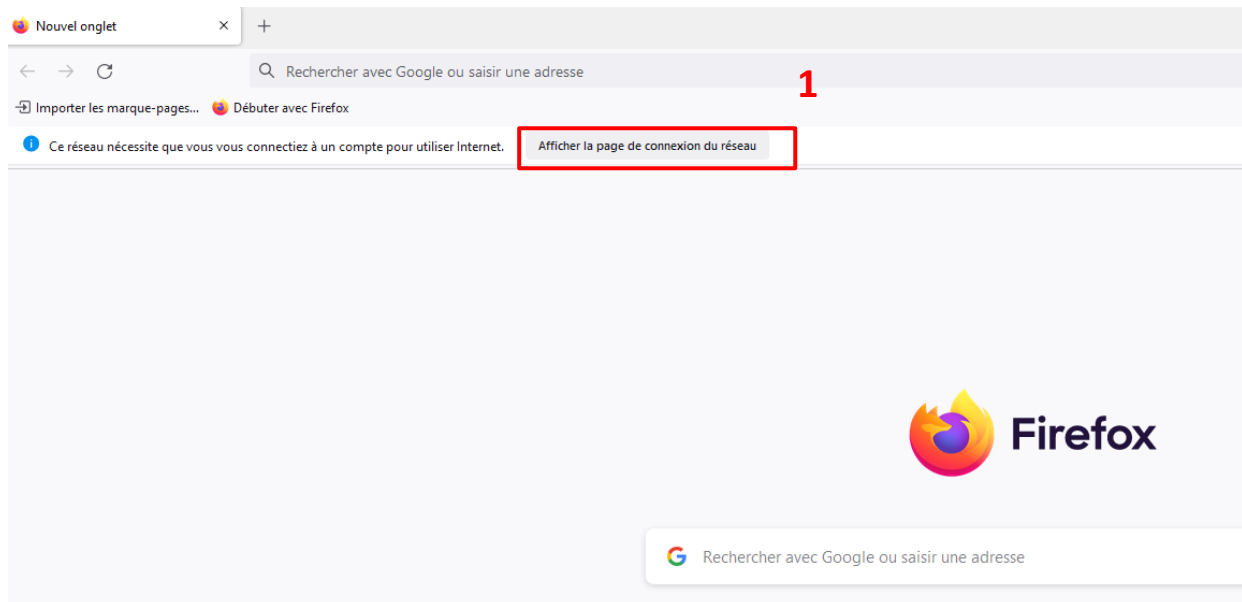 Nouvel onglet
Rechercher avec Google ou saisir une adresse
1
Importer les marque-pages... Débuter avec Firefox
Ce réseau nécessite que vous vous connectiez à un compte pour utiliser Internet. Afficher la page de connexion du réseau
Firefox
Rechercher avec Google ou saisir une adresse